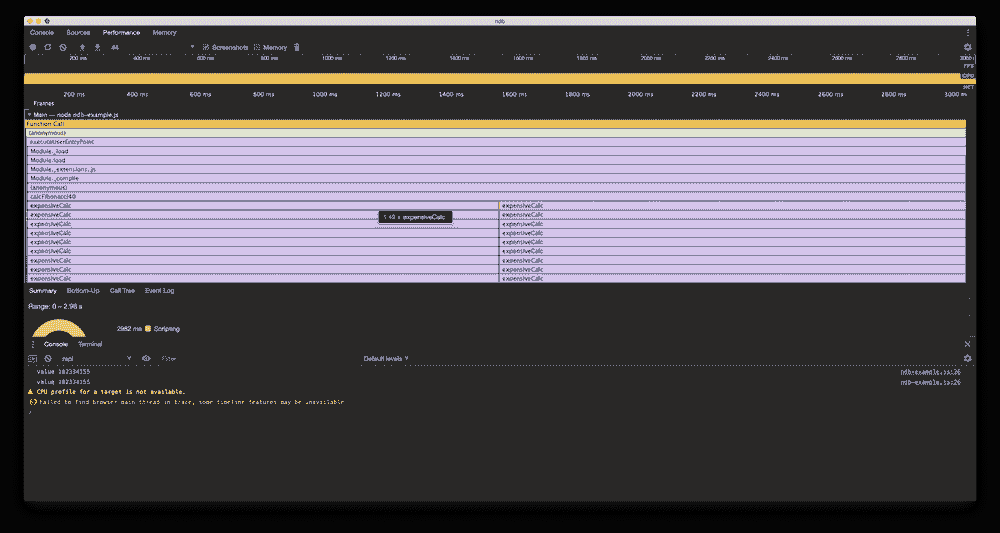 ndb
Console Sources Performance Memory
Screenshots Memory
200 ms 400 ms 600 ms 800 ms 1000 ms 1200 ms 1400 ms 1600 ms 1800 ms 2000 ms 2200 ms 2400 ms 2600 ms 2800 ms 3000 ms
FPS
CPU
NET
200 ms 400 ms 600 ms 800 ms 1000 ms 1200 ms 1400 ms 1600 ms 1800 ms 2000 ms 2200 ms 2400 ms 2600 ms 2800 ms 3000 m
Frames
Main — node ndb-example.js
Function Call
(anonymous)
executeUserEntryPoint
Module._load
Module.load
Module._extensions..js
Module._compile
(anonymous)
calcFibonacci40
expensiveCalc expensiveCalc
expensiveCalc expensiveCalc
expensiveCalc expensiveCalc
expensiveCalc expensiveCalc
expensiveCalc expensiveCalc
expensiveCalc expensiveCalc
expensiveCalc expensiveCalc
expensiveCalc expensiveCalc
expensiveCalc expensiveCalc
s expensiveCalc
Summary Bottom-Up Call Tree Event Log
Range: 0 – 2.96 s
2962 ms Scripting
Console Terminal
repl Filter Default levels
value 102334155 ndb-example.js:26
value 102334155 ndb-example.js:26
CPU profile for a target is not available.
Failed to find browser main thread in trace, some timeline features may be unavailable